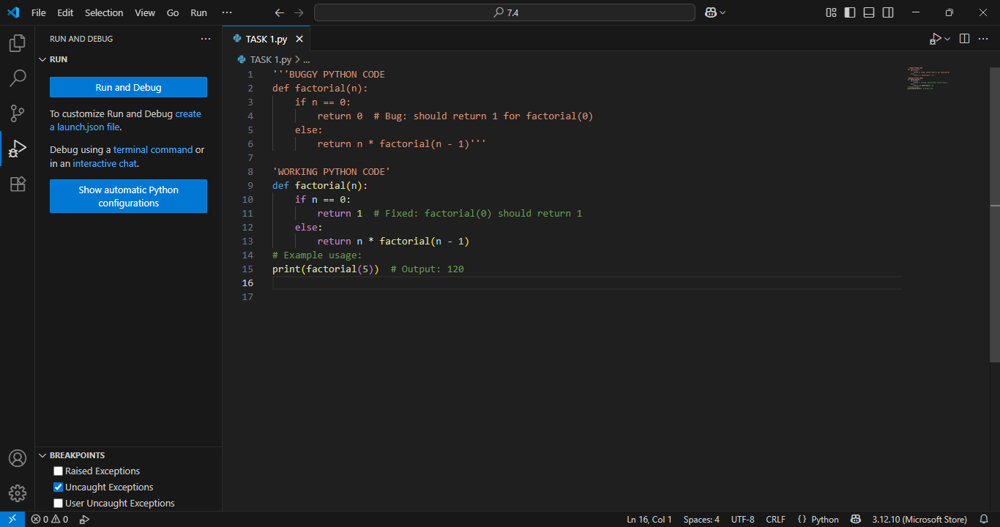 File Edit Selection View Go Run ···
7.4
RUN AND DEBUG ···
RUN
Run and Debug
To customize Run and Debug create
a launch.json file.
Debug using a terminal command or
in an interactive chat.
Show automatic Python
configurations
TASK 1.py
TASK 1.py > ...
1 '''BUGGY PYTHON CODE
2 def factorial(n):
3 if n == 0:
4 return 0  # Bug: should return 1 for factorial(0)
5 else:
6 return n * factorial(n - 1)'''
7
8 'WORKING PYTHON CODE'
9 def factorial(n):
10 if n == 0:
11 return 1  # Fixed: factorial(0) should return 1
12 else:
13 return n * factorial(n - 1)
14 # Example usage:
15 print(factorial(5))  # Output: 120
16
17
BREAKPOINTS
Raised Exceptions
Uncaught Exceptions
User Uncaught Exceptions
0 0 Ln 16, Col 1 Spaces: 4 UTF-8 CRLF {} Python 3.12.10 (Microsoft Store)